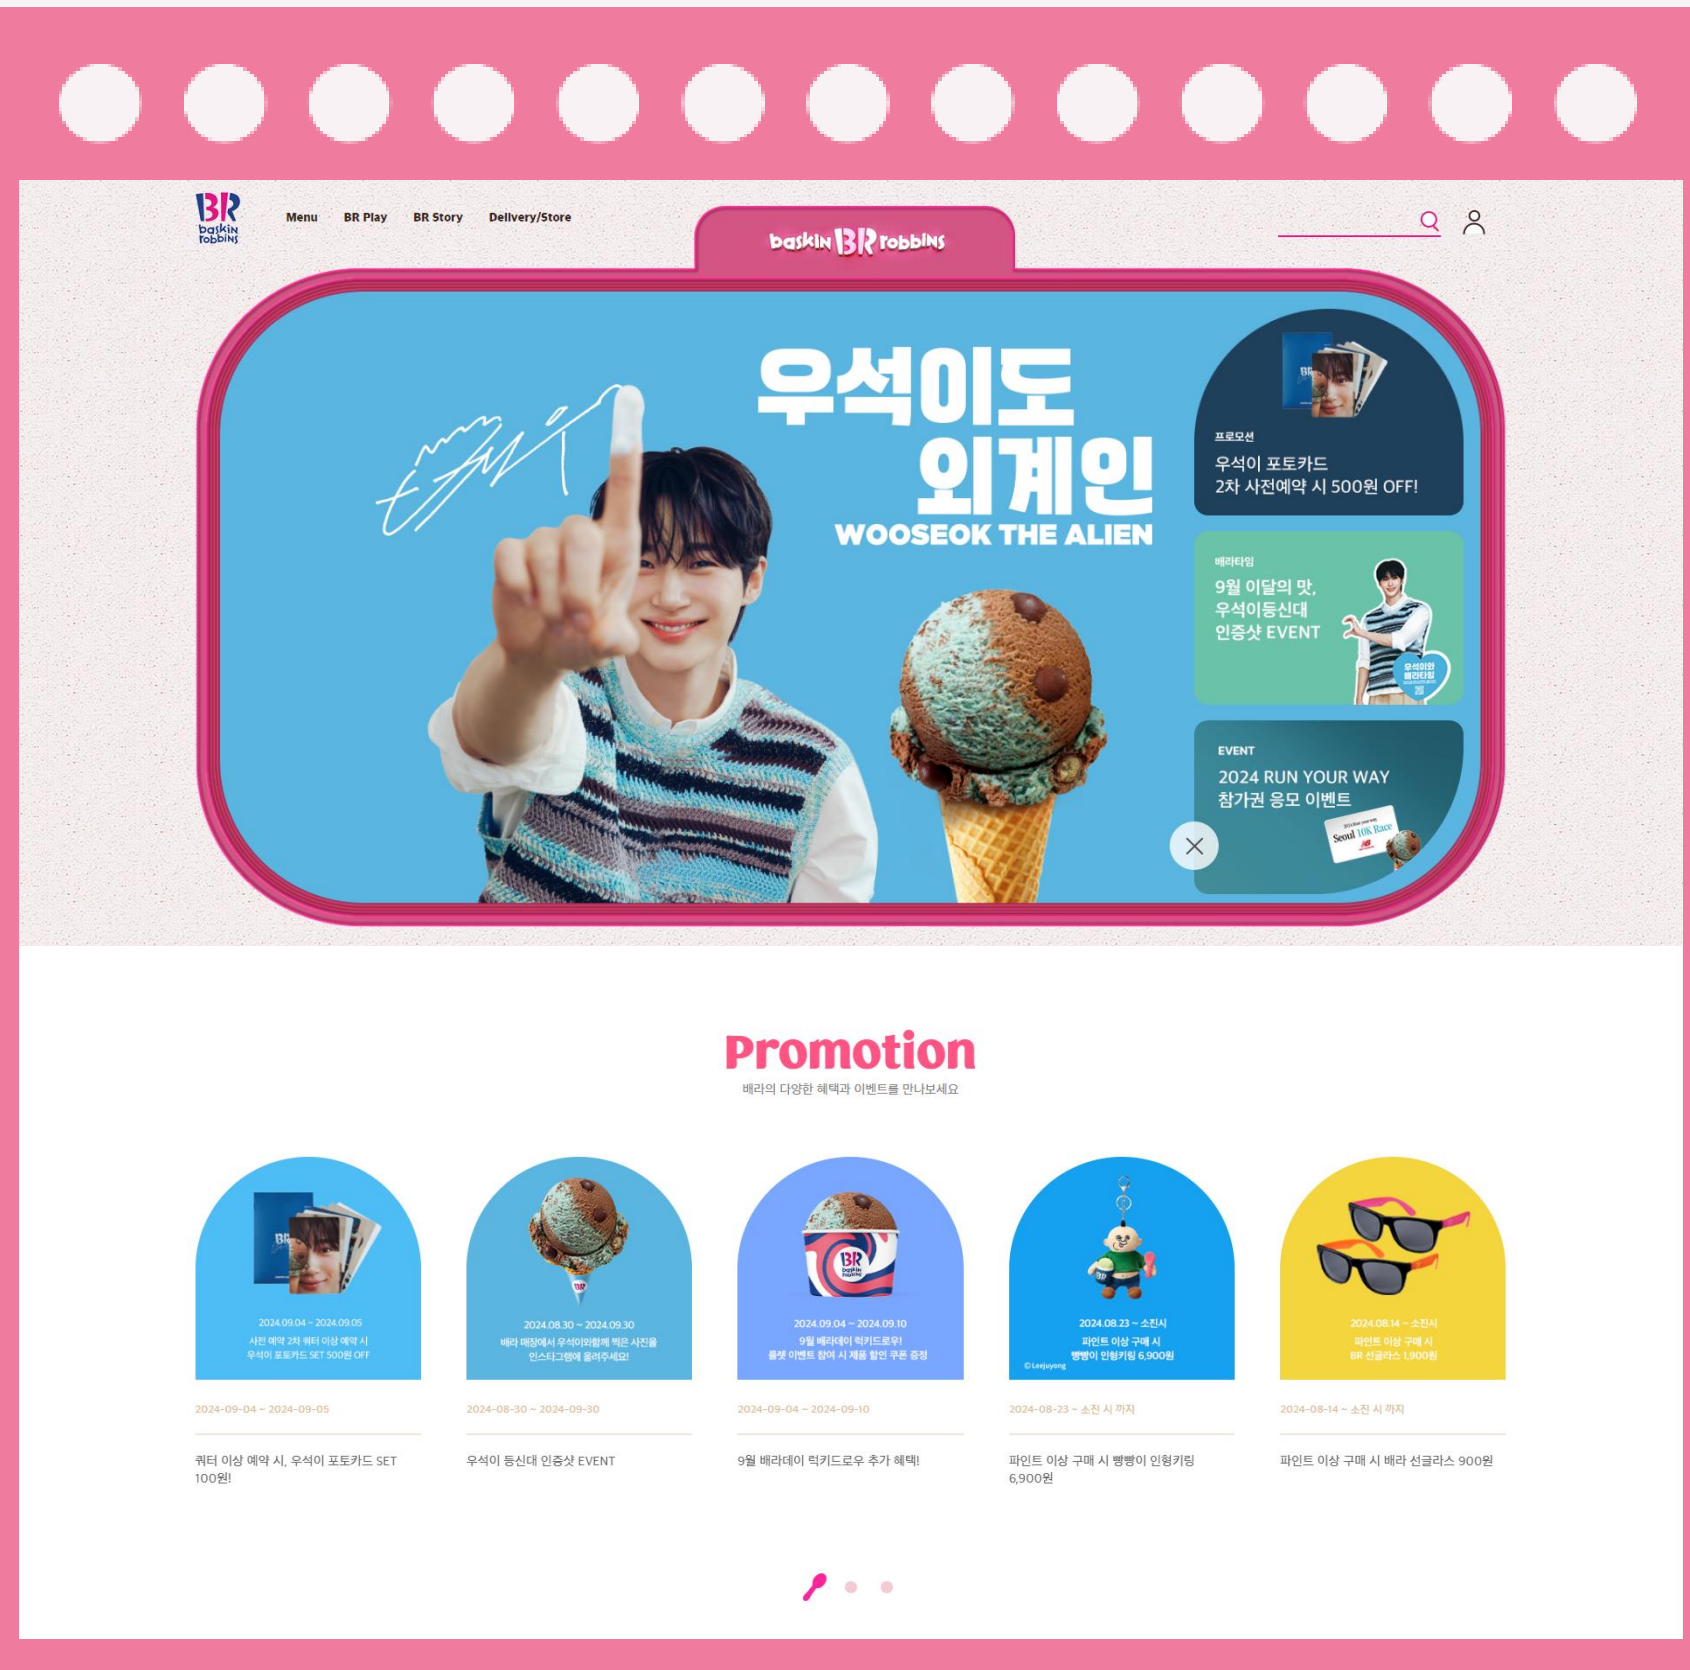 BR
baskin
robbins
Menu
BR Play
BR Story
Delivery/Store
baskin BR robbins
우석이도
외계인
WOOSEOK THE ALIEN
프로모션
우석이 포토카드
2차 사전예약 시 500원 OFF!
배라타임
9월 이달의 맛,
우석이등신대
인증샷 EVENT
우석이와
배라타임
EVENT
2024 RUN YOUR WAY
참가권 응모 이벤트
Seoul 10K Race
Promotion
배라의 다양한 혜택과 이벤트를 만나보세요
2024.09.04 ~ 2024.09.05
사전 예약 2차 쿼터 이상 예약 시
우석이 포토카드 SET 500원 OFF
2024-09-04 ~ 2024-09-05
쿼터 이상 예약 시, 우석이 포토카드 SET
100원!
BR
2024.08.30 ~ 2024.09.30
배라 매장에서 우석이와함께 찍은 사진을
인스타그램에 올려주세요!
2024-08-30 ~ 2024-09-30
우석이 등신대 인증샷 EVENT
BR
baskin
robbins
2024.09.04 ~ 2024.09.10
9월 배라데이 럭키드로우!
룰렛 이벤트 참여 시 제품 할인 쿠폰 증정
2024-09-04 ~ 2024-09-10
9월 배라데이 럭키드로우 추가 혜택!
2024.08.23 ~ 소진시
파인트 이상 구매 시
빵빵이 인형키링 6,900원
© Leejuyong
2024-08-23 ~ 소진 시 까지
파인트 이상 구매 시 빵빵이 인형키링
6,900원
2024.08.14 ~ 소진시
파인트 이상 구매 시
BR 선글라스 1,900원
2024-08-14 ~ 소진 시 까지
파인트 이상 구매 시 배라 선글라스 900원